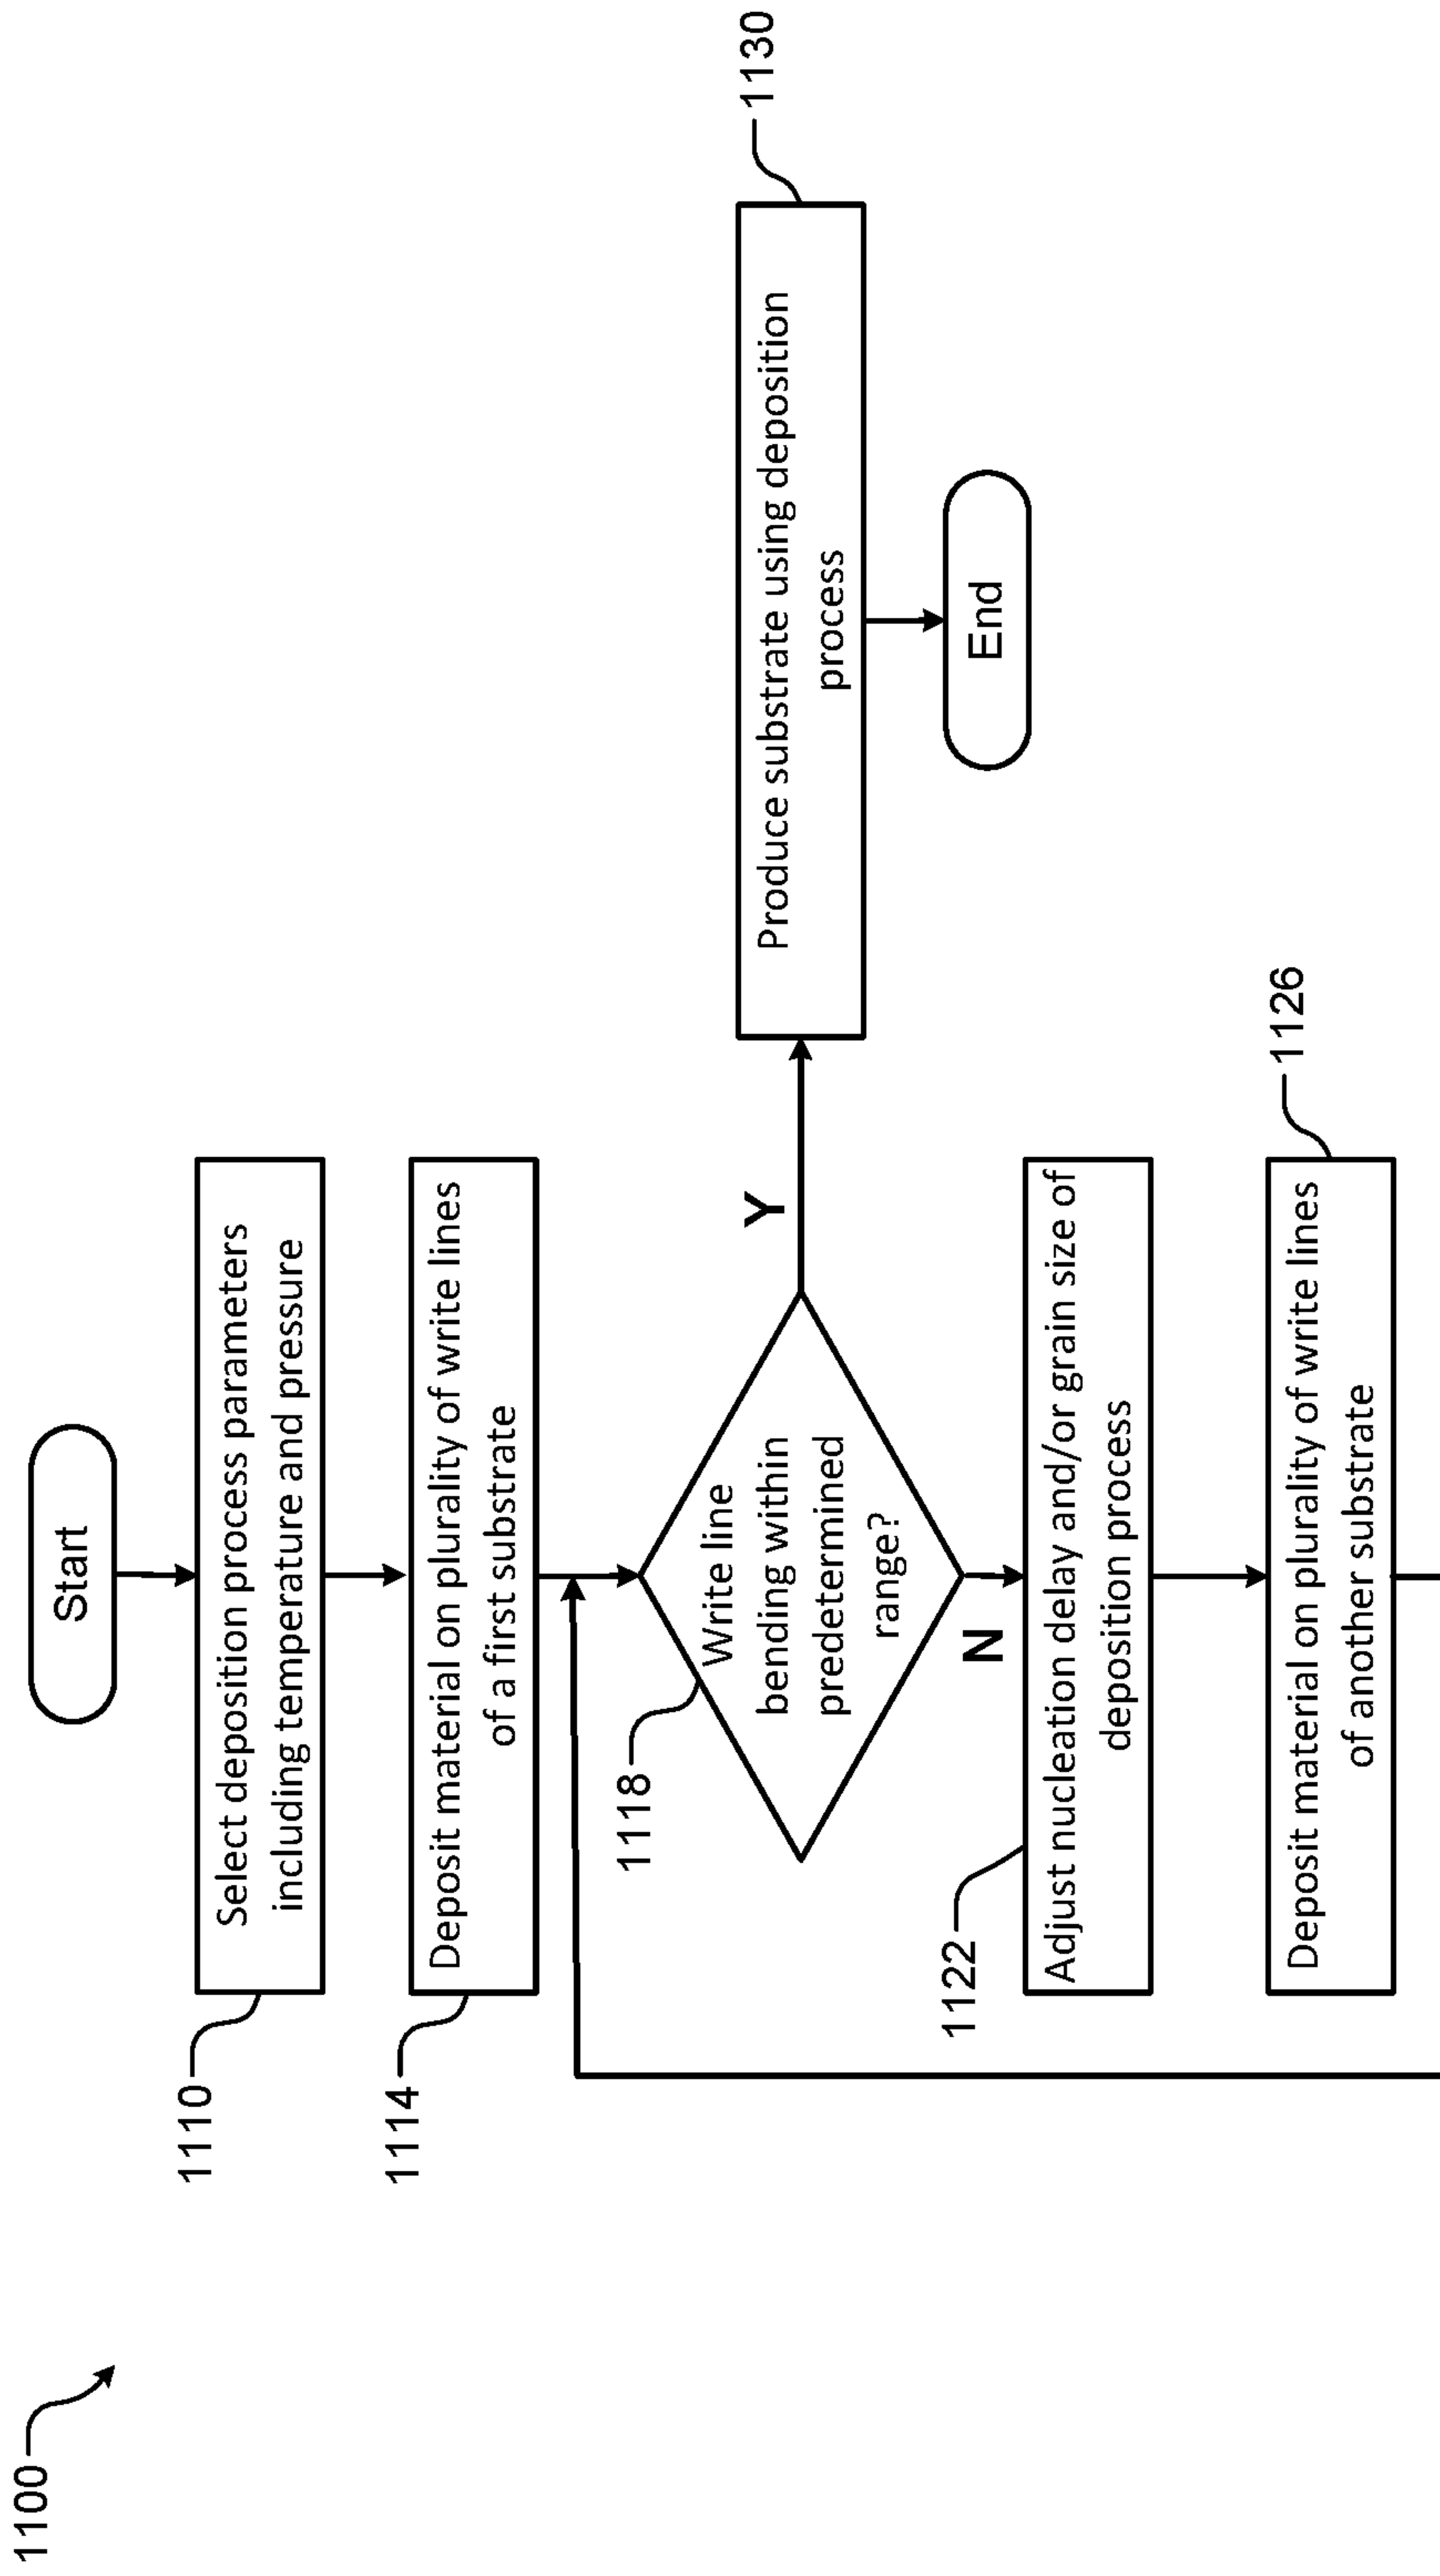 1100
Start
1110
Select deposition process parameters
including temperature and pressure
1114
Deposit material on plurality of write lines
of a first substrate
1118
Write line
bending within
predetermined
range?
Y
1130
Produce substrate using deposition
process
End
N
1122
Adjust nucleation delay and/or grain size of
deposition process
1126
Deposit material on plurality of write lines
of another substrate